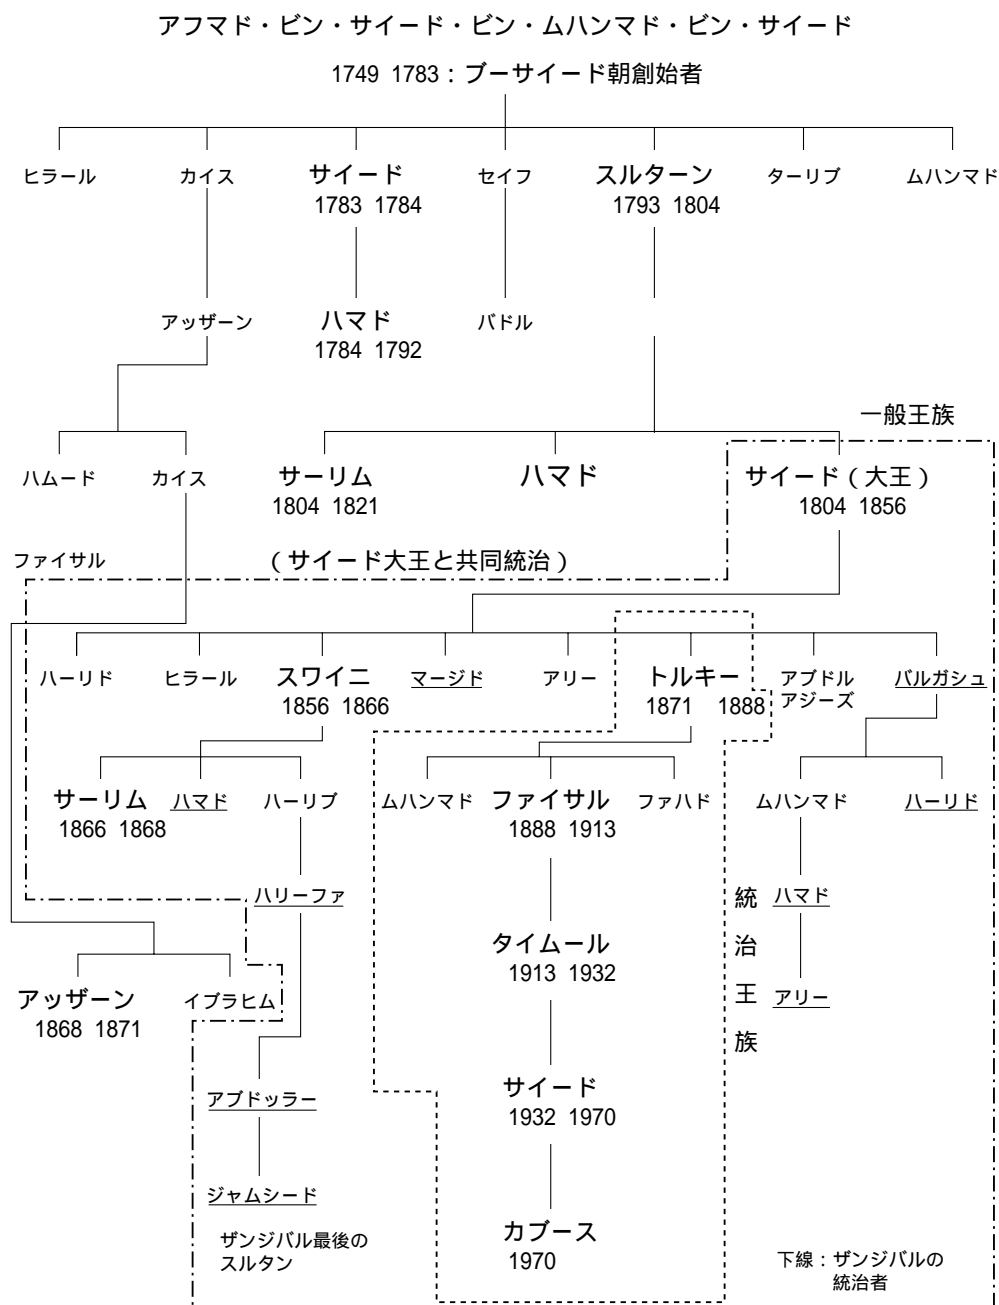 アフマド・ビン・サイード・ビン・ムハンマド・ビン・サイード
1749 1783：ブーサイード朝創始者
ヒラール
カイス
サイード
1783 1784
セイフ
スルターン
1793 1804
ターリブ
ムハンマド
アッザーン
ハマド
1784 1792
バドル
一般王族
ハムード
カイス
サーリム
1804 1821
ハマド
サイード（大王）
1804 1856
ファイサル
（サイード大王と共同統治）
ハーリド
ヒラール
スワイニ
1856 1866
マージド
アリー
トルキー
1871 1888
アブドル
アジーズ
バルガシュ
サーリム
1866 1868
ハマド
ハーリブ
ムハンマド
ファイサル
1888 1913
ファハド
ムハンマド
ハーリド
ハリーファ
統治王族
ハマド
タイムール
1913 1932
アッザーン
1868 1871
イブラヒム
アリー
サイード
1932 1970
アブドッラー
ジャムシード
ザンジバル最後の
スルタン
カブース
1970
下線：ザンジバルの
統治者